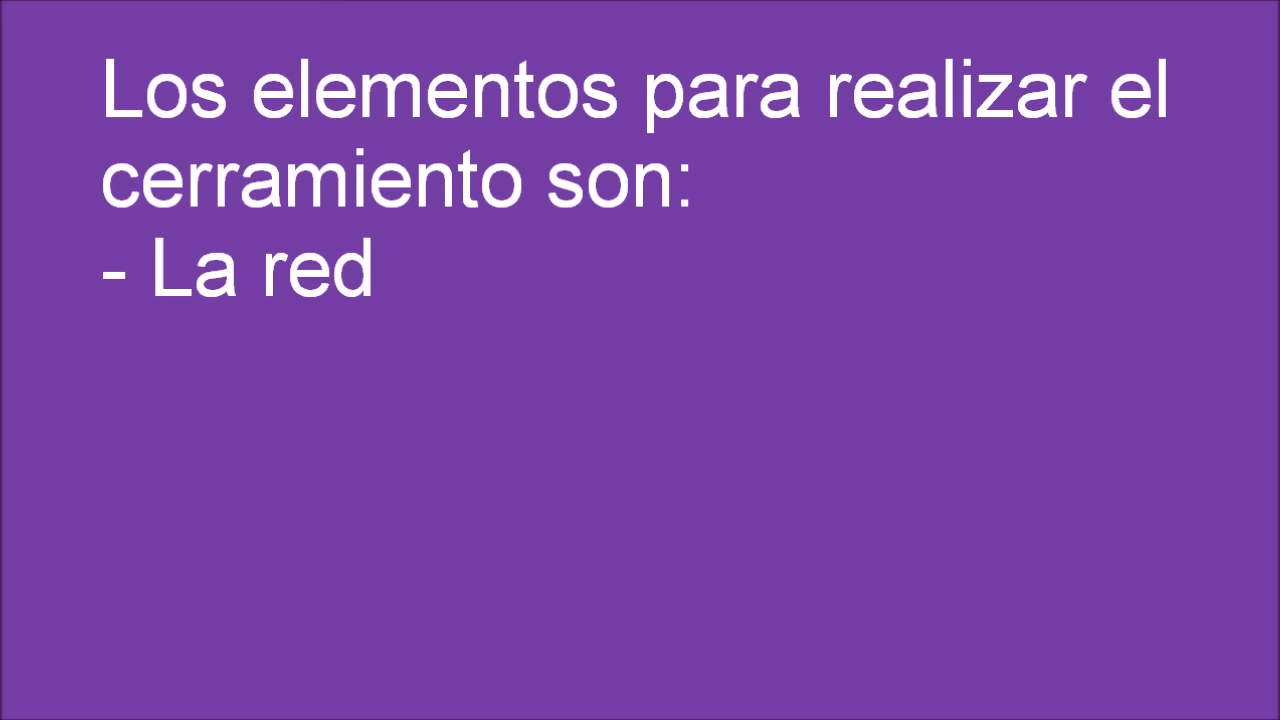 Los elementos para realizar el
cerramiento son:
- La red